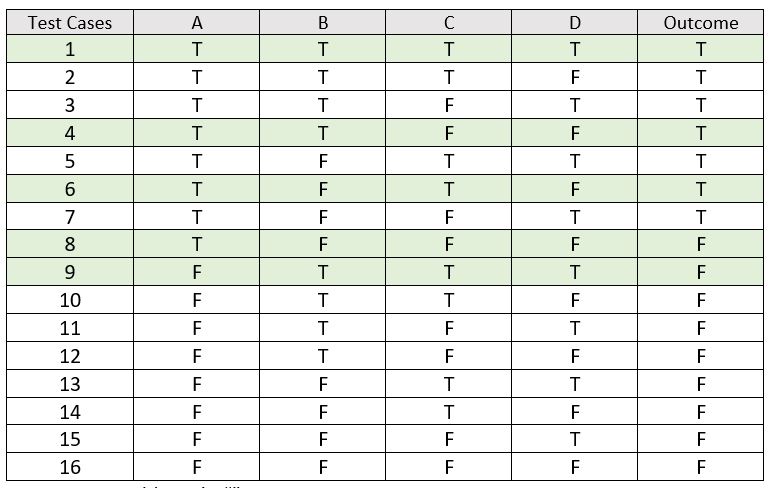 Test Cases A B C D Outcome
1 T T T T T
2 T T T F T
3 T T F T T
4 T T F F T
5 T F T T T
6 T F T F T
7 T F F T T
8 T F F F F
9 F T T T F
10 F T T F F
11 F T F T F
12 F T F F F
13 F F T T F
14 F F T F F
15 F F F T F
16 F F F F F